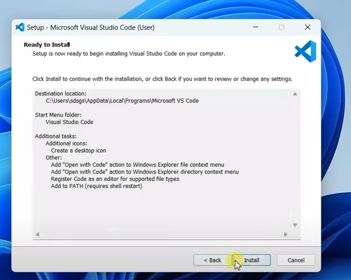 Setup - Microsoft Visual Studio Code (User)
Ready to Install
Setup is now ready to begin installing Visual Studio Code on your computer.
Click Install to continue with the installation, or click Back if you want to review or change any settings.
Destination location:
C:\Users\dsdgs\AppData\Local\Programs\Microsoft VS Code
Start Menu folder:
Visual Studio Code
Additional tasks:
Additional icons:
Create a desktop icon
Other:
Add "Open with Code" action to Windows Explorer file context menu
Add "Open with Code" action to Windows Explorer directory context menu
Register Code as an editor for supported file types
Add to PATH (requires shell restart)
< Back
Install
Cancel